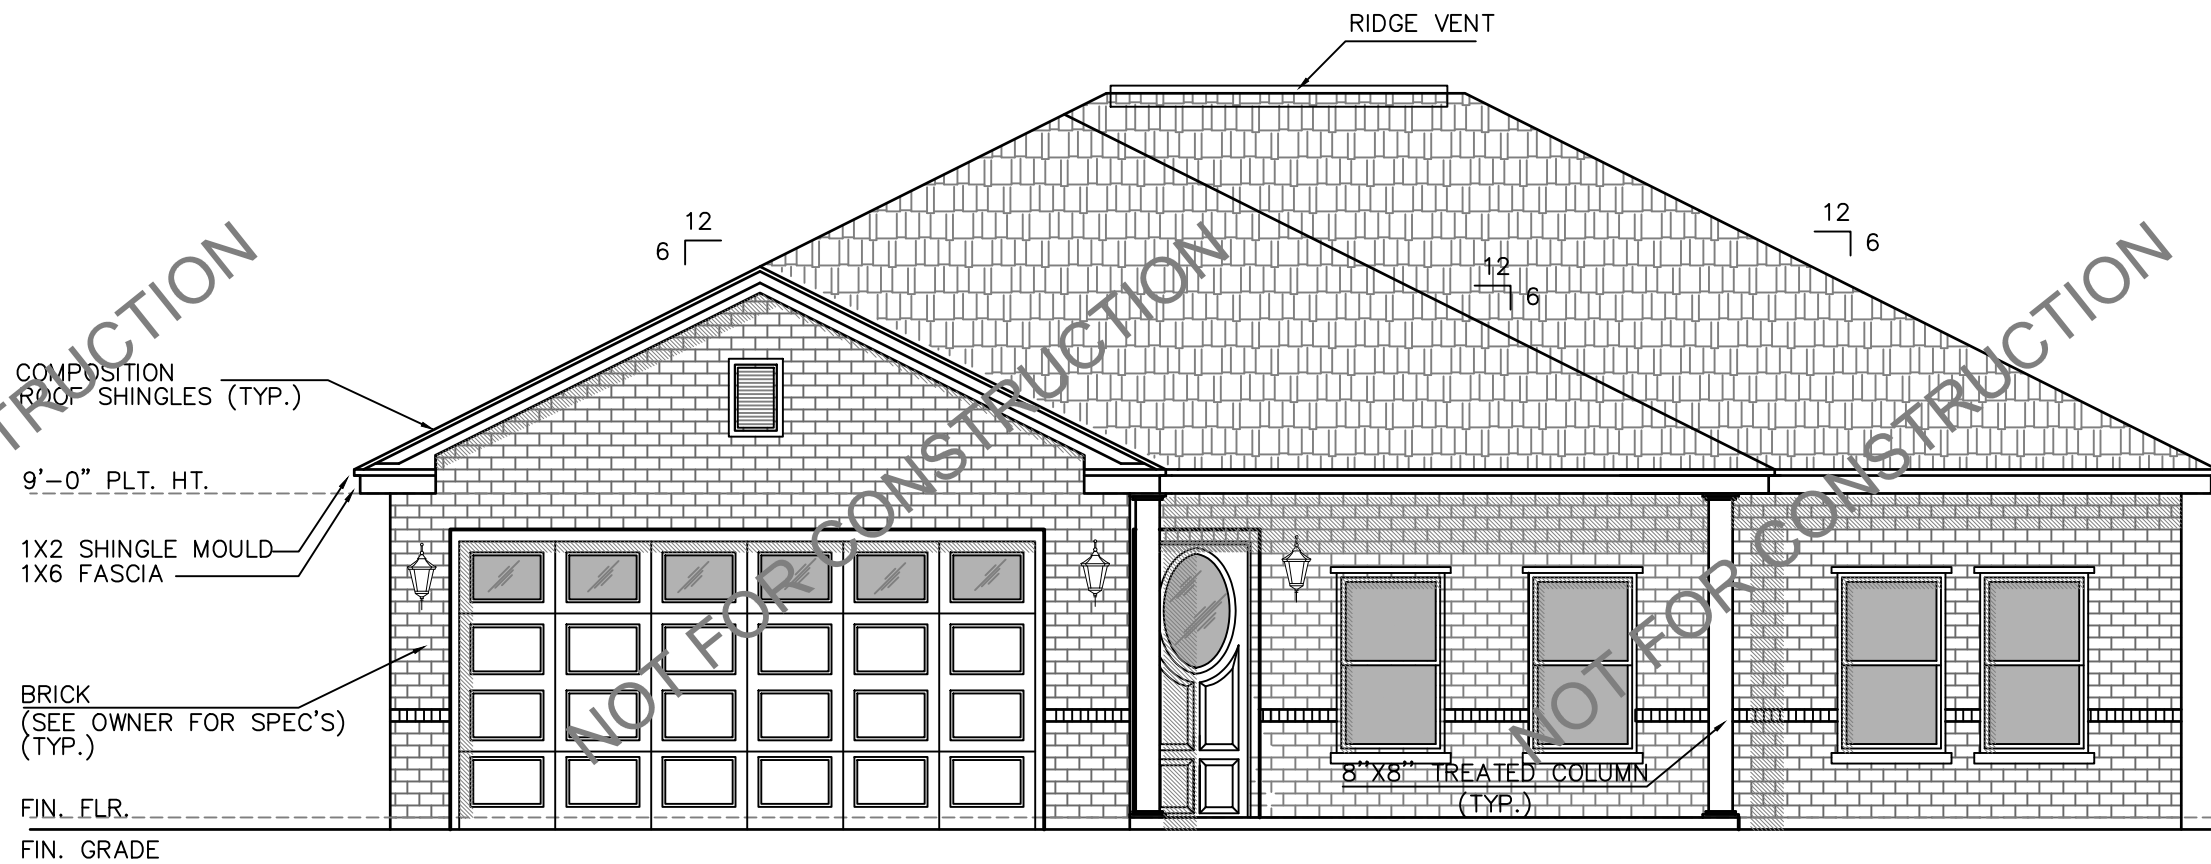 RIDGE VENT
12
6
12
6
12
6
COMPOSITION
ROOF SHINGLES (TYP.)
9'-0" PLT. HT.
1X2 SHINGLE MOULD
1X6 FASCIA
BRICK
(SEE OWNER FOR SPEC'S)
(TYP.)
8"X8" TREATED COLUMN
(TYP.)
FIN. FLR.
FIN. GRADE
TRUCTION
NOT FOR CONSTRUCTION
NOT FOR CONSTRUCTION